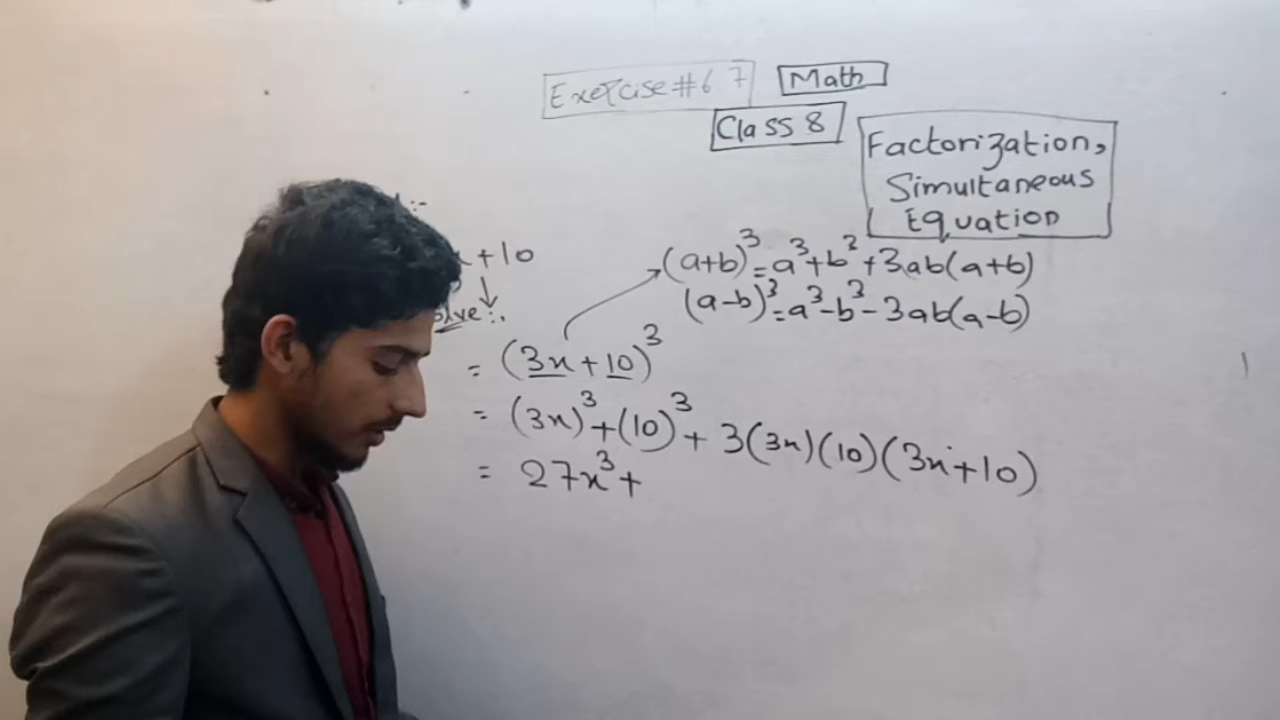 Exercise#6.7
Math
Class 8
Factorization,
Simultaneous
Equation
+10
(a+b)³=a³+b³+3ab(a+b)
(a-b)³=a³-b³-3ab(a-b)
:.
= (3x+10)³
= (3x)³+(10)³+3(3x)(10)(3x+10)
= 27x³+